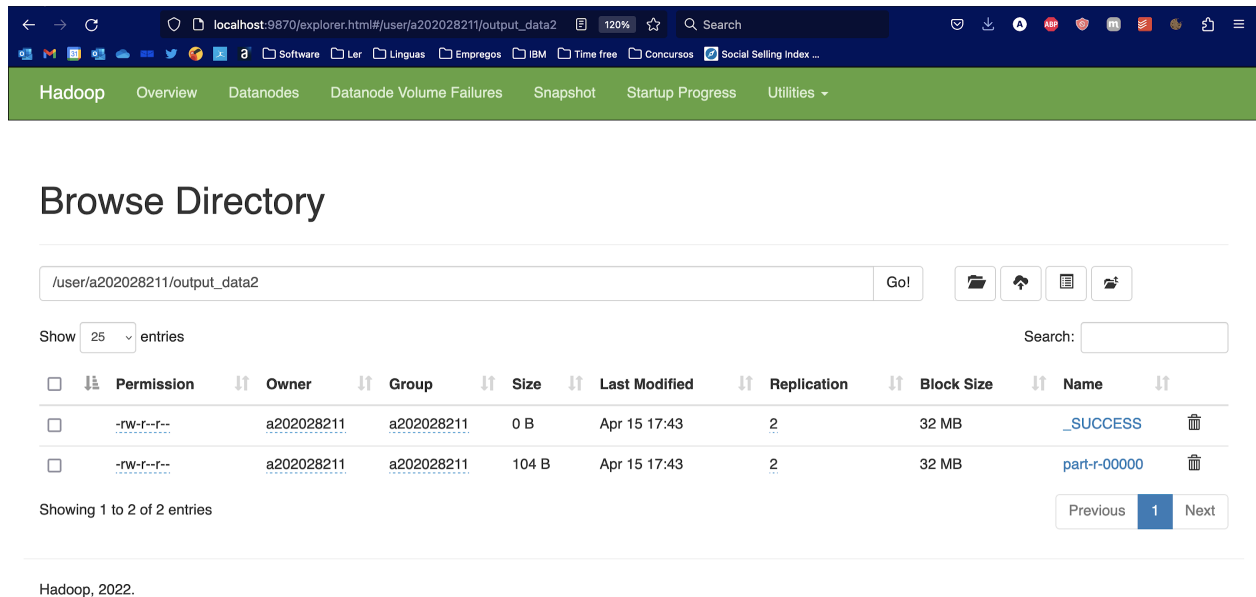 localhost:9870/explorer.html#/user/a202028211/output_data2 120% Search
Software Ler Linguas Empregos IBM Time free Concursos Social Selling Index ...
Hadoop Overview Datanodes Datanode Volume Failures Snapshot Startup Progress Utilities
Browse Directory
/user/a202028211/output_data2 Go!
Show 25 entries Search:
Permission Owner Group Size Last Modified Replication Block Size Name
-rw-r--r-- a202028211 a202028211 0 B Apr 15 17:43 2 32 MB _SUCCESS
-rw-r--r-- a202028211 a202028211 104 B Apr 15 17:43 2 32 MB part-r-00000
Showing 1 to 2 of 2 entries Previous 1 Next
Hadoop, 2022.